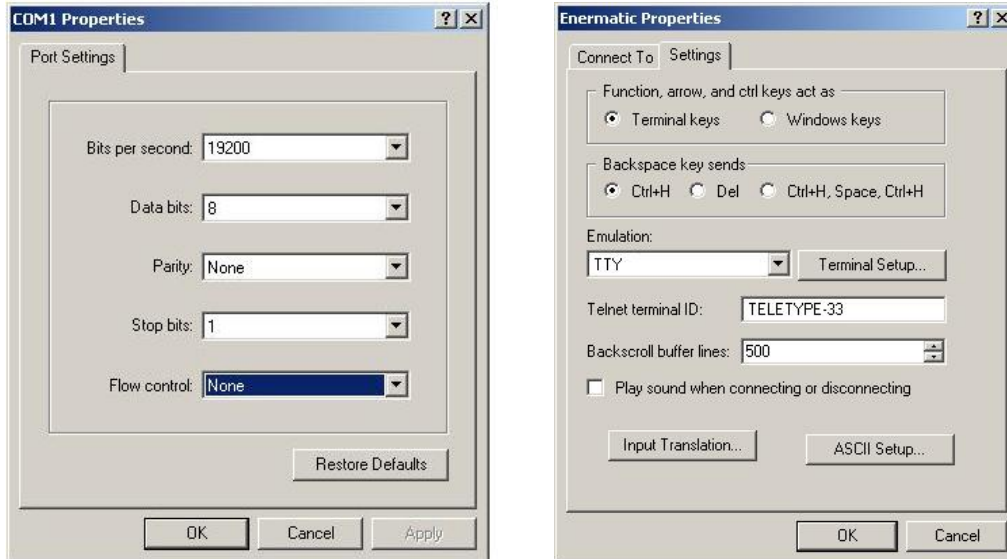 COM1 Properties
Port Settings
Bits per second: 19200
Data bits: 8
Parity: None
Stop bits: 1
Flow control: None
Restore Defaults
OK Cancel Apply
Enermatic Properties
Connect To Settings
Function, arrow, and ctrl keys act as
Terminal keys Windows keys
Backspace key sends
Ctrl+H Del Ctrl+H, Space, Ctrl+H
Emulation:
TTY Terminal Setup...
Telnet terminal ID: TELETYPE-33
Backscroll buffer lines: 500
Play sound when connecting or disconnecting
Input Translation... ASCII Setup...
OK Cancel